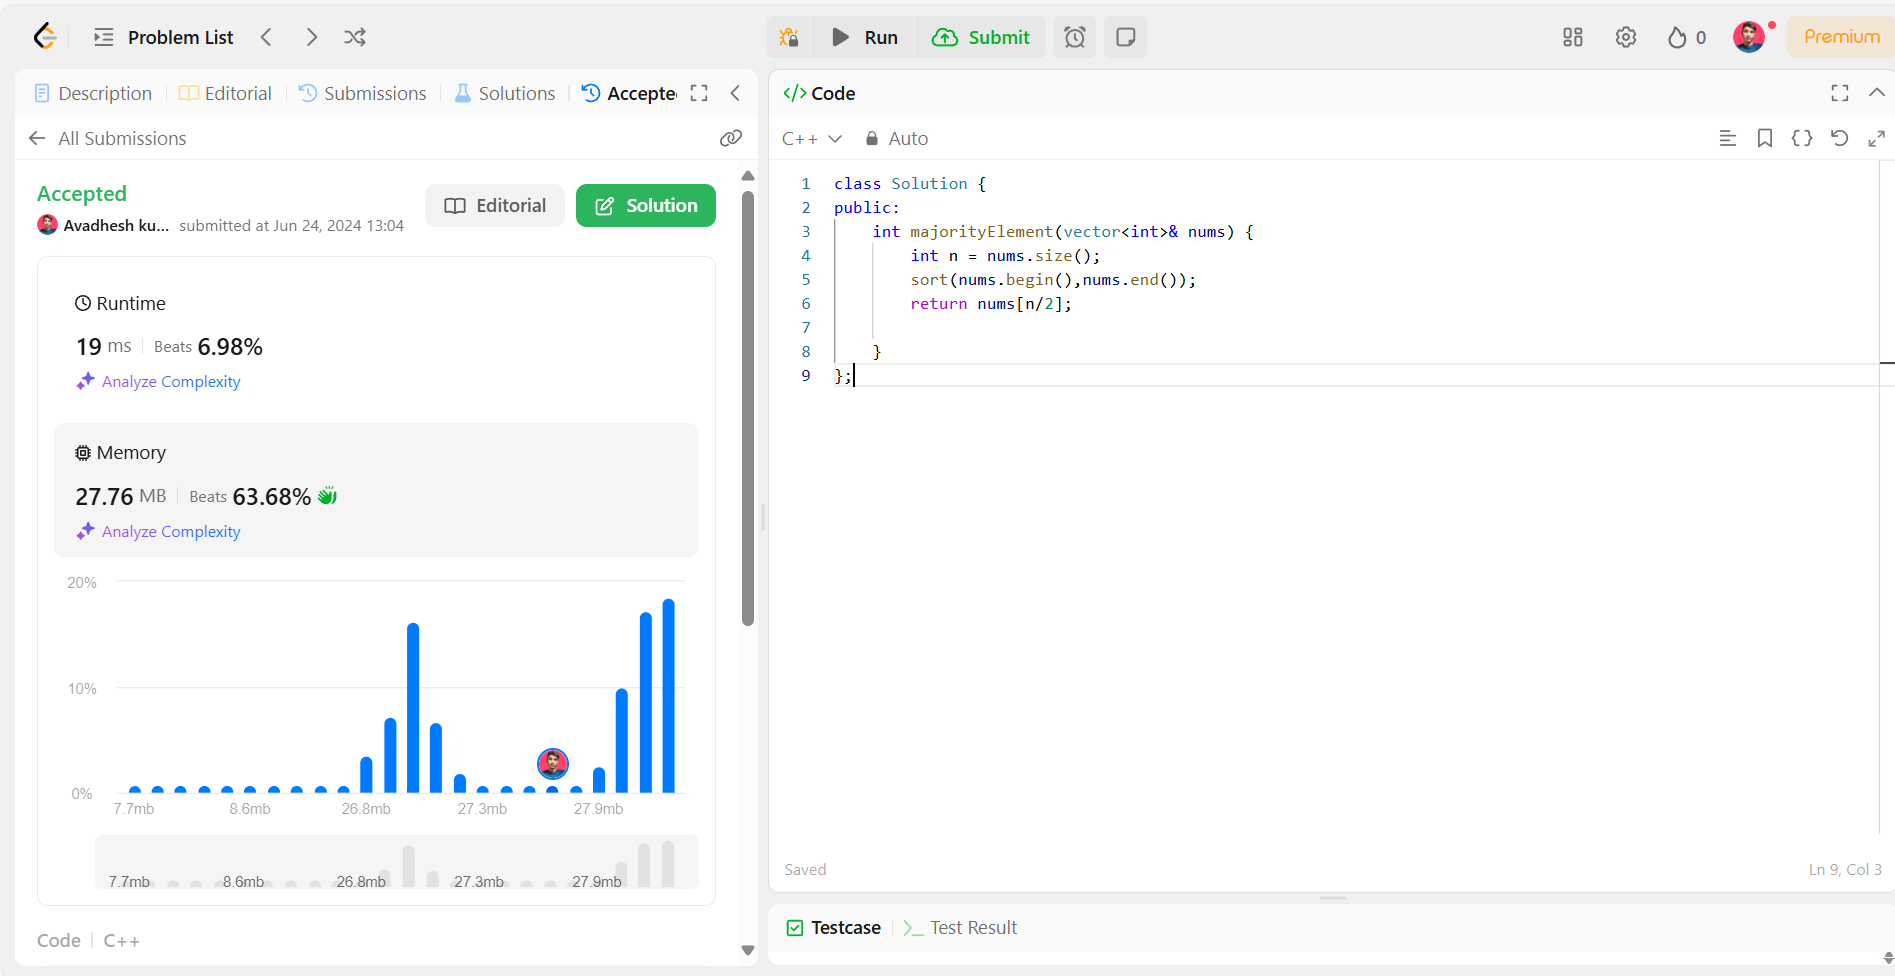 Problem List
Run
Submit
0
Premium
Description
Editorial
Submissions
Solutions
Accepte
All Submissions
Accepted
Avadhesh ku... submitted at Jun 24, 2024 13:04
Editorial
Solution
Runtime
19 ms Beats 6.98%
Analyze Complexity
Memory
27.76 MB Beats 63.68%
Analyze Complexity
20%
10%
0%
7.7mb 8.6mb 26.8mb 27.3mb 27.9mb
7.7mb 8.6mb 26.8mb 27.3mb 27.9mb
Code C++
</> Code
C++ Auto
1 class Solution {
2 public:
3 int majorityElement(vector<int>& nums) {
4 int n = nums.size();
5 sort(nums.begin(),nums.end());
6 return nums[n/2];
7
8 }
9 };
Saved
Ln 9, Col 3
Testcase
Test Result